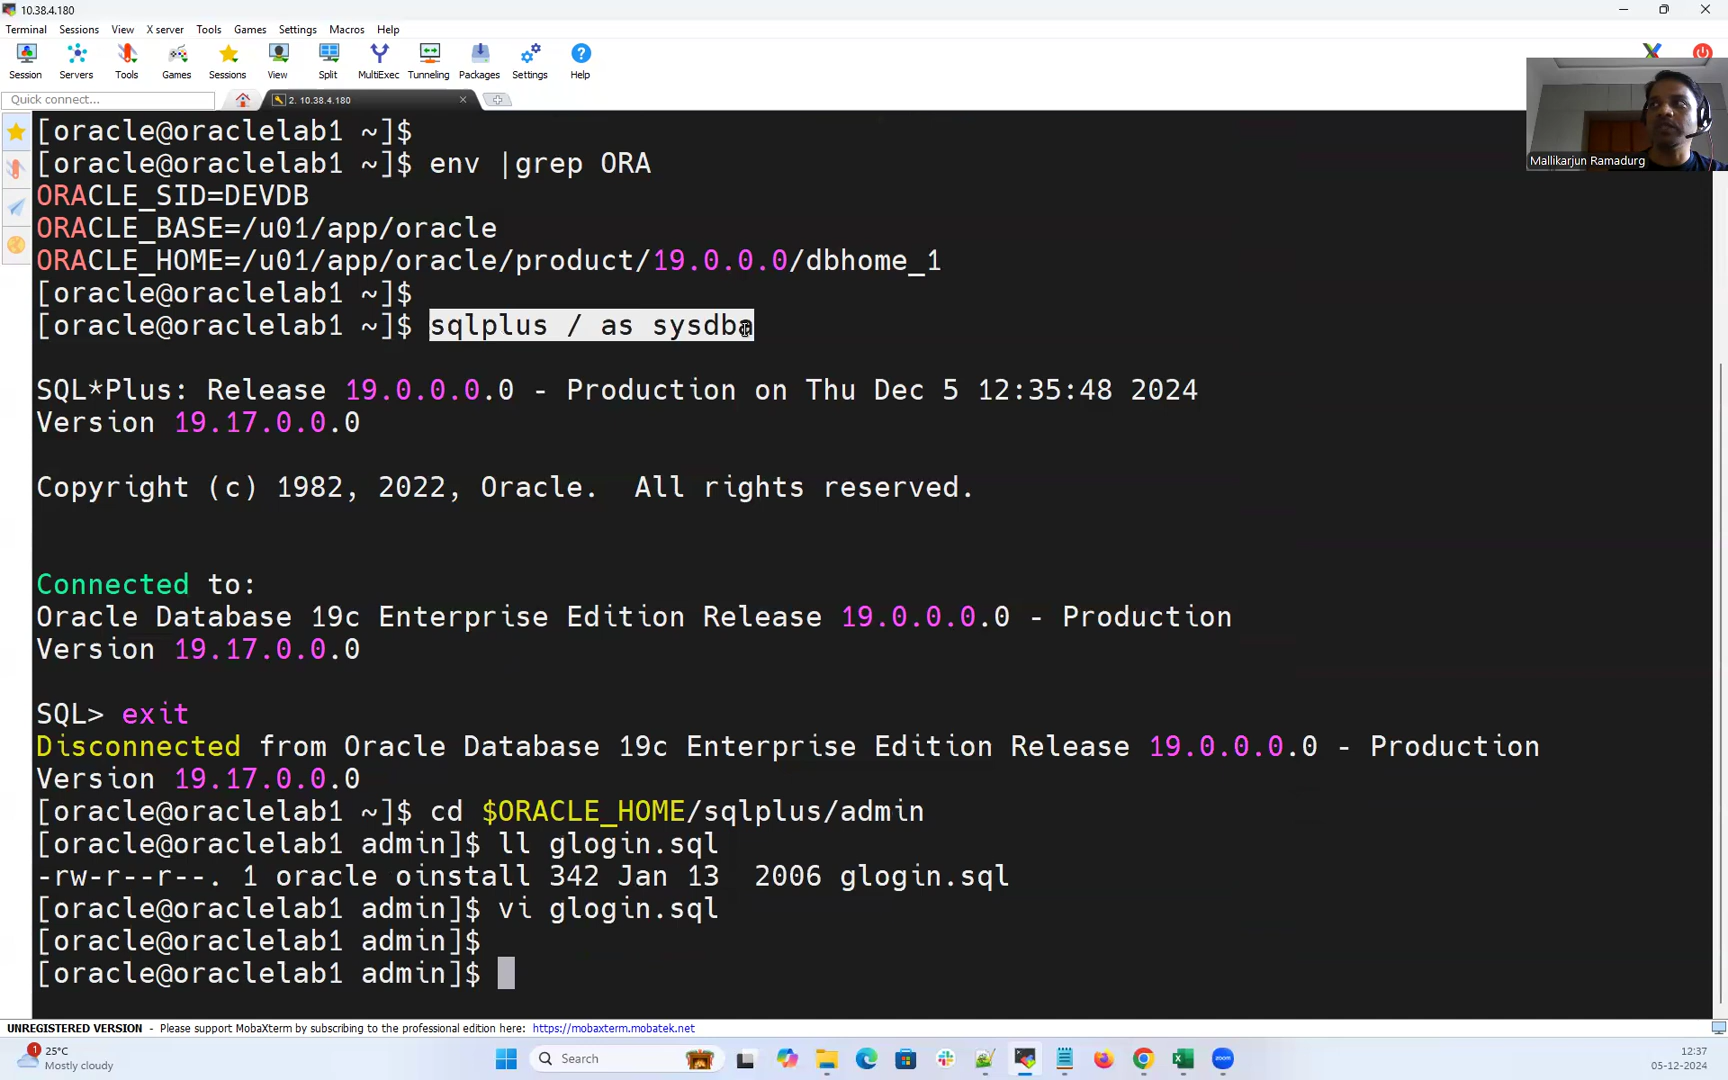 10.38.4.180
Terminal Sessions View X server Tools Games Settings Macros Help
Session Servers Tools Games Sessions View Split MultiExec Tunneling Packages Settings Help
Quick connect...
2. 10.38.4.180
Mallikarjun Ramadurg
[oracle@oraclelab1 ~]$
[oracle@oraclelab1 ~]$ env |grep ORA
ORACLE_SID=DEVDB
ORACLE_BASE=/u01/app/oracle
ORACLE_HOME=/u01/app/oracle/product/19.0.0.0/dbhome_1
[oracle@oraclelab1 ~]$
[oracle@oraclelab1 ~]$ sqlplus / as sysdba
SQL*Plus: Release 19.0.0.0.0 - Production on Thu Dec 5 12:35:48 2024
Version 19.17.0.0.0
Copyright (c) 1982, 2022, Oracle.  All rights reserved.
Connected to:
Oracle Database 19c Enterprise Edition Release 19.0.0.0.0 - Production
Version 19.17.0.0.0
SQL> exit
Disconnected from Oracle Database 19c Enterprise Edition Release 19.0.0.0.0 - Production
Version 19.17.0.0.0
[oracle@oraclelab1 ~]$ cd $ORACLE_HOME/sqlplus/admin
[oracle@oraclelab1 admin]$ ll glogin.sql
-rw-r--r--. 1 oracle oinstall 342 Jan 13  2006 glogin.sql
[oracle@oraclelab1 admin]$ vi glogin.sql
[oracle@oraclelab1 admin]$
[oracle@oraclelab1 admin]$
UNREGISTERED VERSION - Please support MobaXterm by subscribing to the professional edition here: https://mobaxterm.mobatek.net
1
25°C
Mostly cloudy
Search
zoom
12:37
05-12-2024